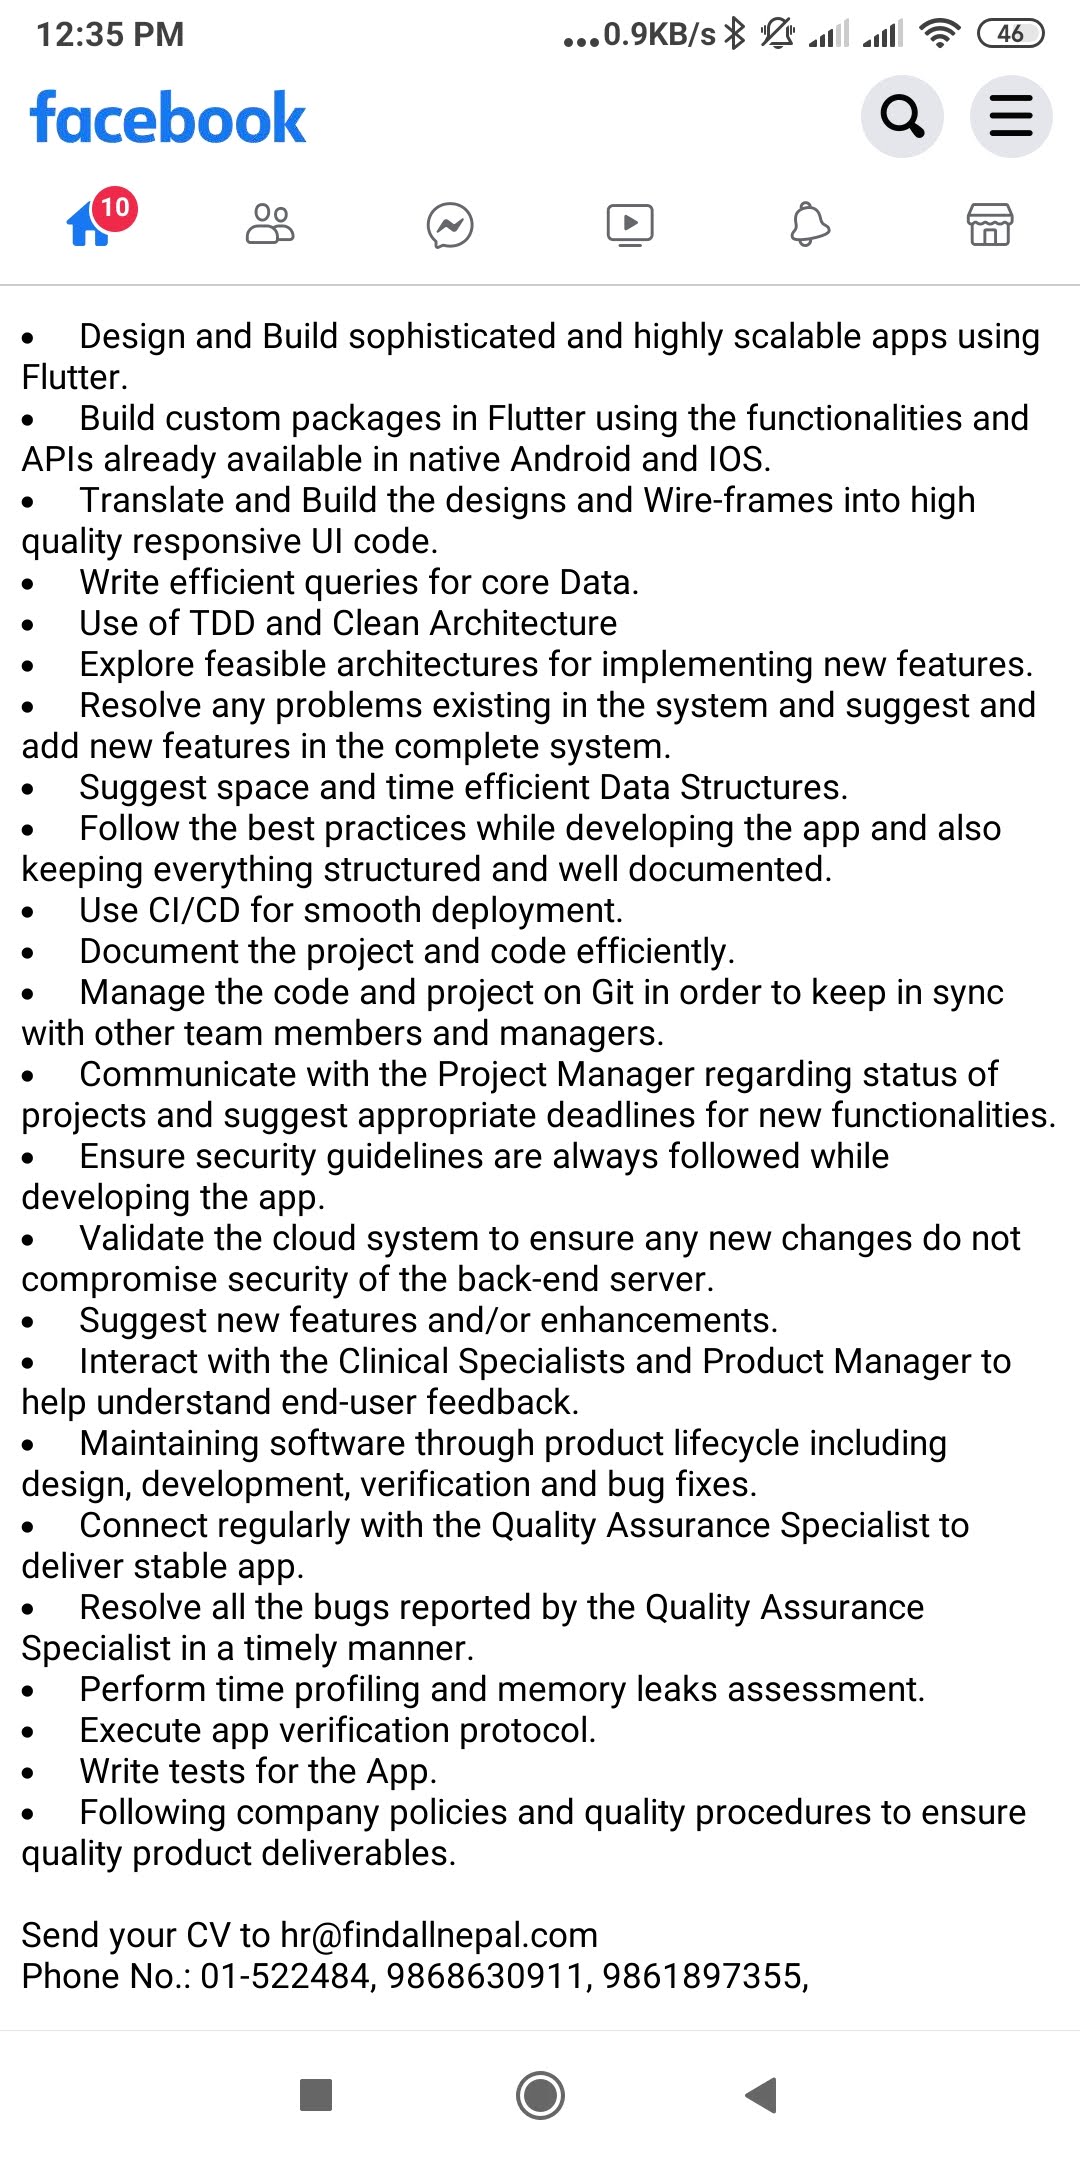 12:35 PM
...0.9KB/s
46
facebook
10
• Design and Build sophisticated and highly scalable apps using
Flutter.
• Build custom packages in Flutter using the functionalities and
APIs already available in native Android and IOS.
• Translate and Build the designs and Wire-frames into high
quality responsive UI code.
• Write efficient queries for core Data.
• Use of TDD and Clean Architecture
• Explore feasible architectures for implementing new features.
• Resolve any problems existing in the system and suggest and
add new features in the complete system.
• Suggest space and time efficient Data Structures.
• Follow the best practices while developing the app and also
keeping everything structured and well documented.
• Use CI/CD for smooth deployment.
• Document the project and code efficiently.
• Manage the code and project on Git in order to keep in sync
with other team members and managers.
• Communicate with the Project Manager regarding status of
projects and suggest appropriate deadlines for new functionalities.
• Ensure security guidelines are always followed while
developing the app.
• Validate the cloud system to ensure any new changes do not
compromise security of the back-end server.
• Suggest new features and/or enhancements.
• Interact with the Clinical Specialists and Product Manager to
help understand end-user feedback.
• Maintaining software through product lifecycle including
design, development, verification and bug fixes.
• Connect regularly with the Quality Assurance Specialist to
deliver stable app.
• Resolve all the bugs reported by the Quality Assurance
Specialist in a timely manner.
• Perform time profiling and memory leaks assessment.
• Execute app verification protocol.
• Write tests for the App.
• Following company policies and quality procedures to ensure
quality product deliverables.
Send your CV to hr@findallnepal.com
Phone No.: 01-522484, 9868630911, 9861897355,